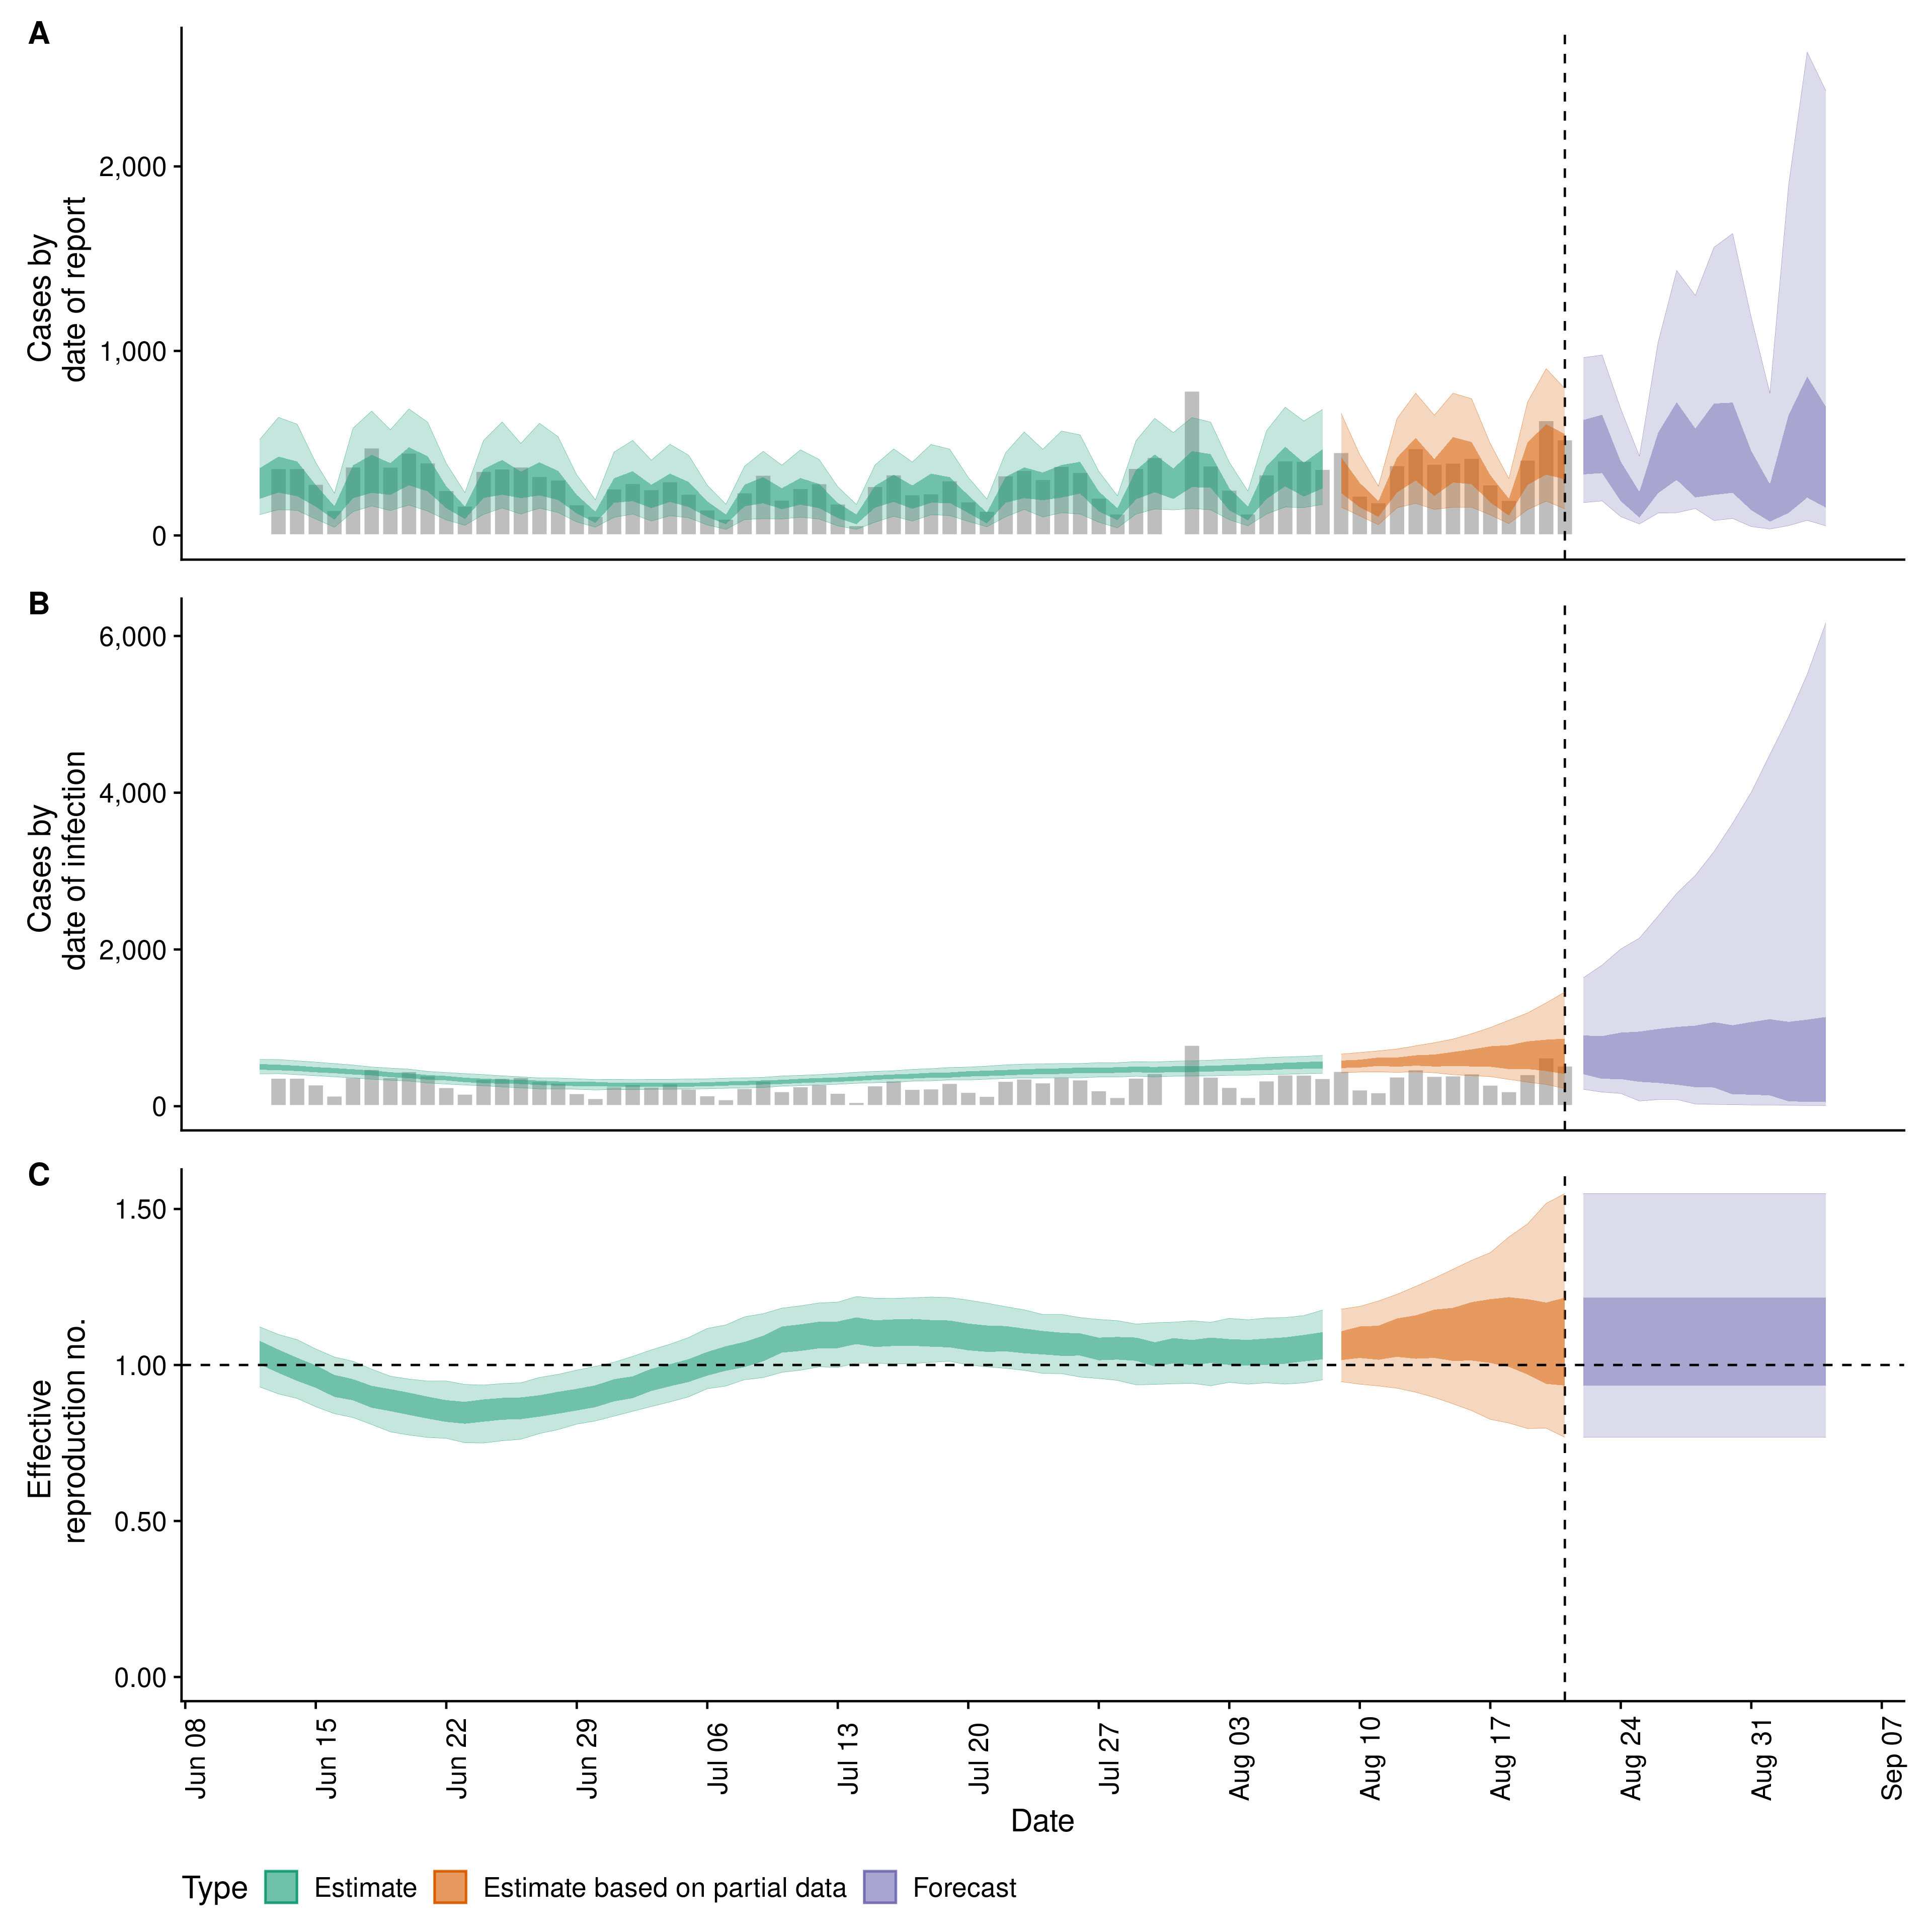 A
Cases by
date of report
2,000
1,000
0
B
Cases by
date of infection
6,000
4,000
2,000
0
C
Effective
reproduction no.
1.50
1.00
0.50
0.00
Jun 08
Jun 15
Jun 22
Jun 29
Jul 06
Jul 13
Jul 20
Jul 27
Aug 03
Aug 10
Aug 17
Aug 24
Aug 31
Sep 07
Date
Type
Estimate
Estimate based on partial data
Forecast